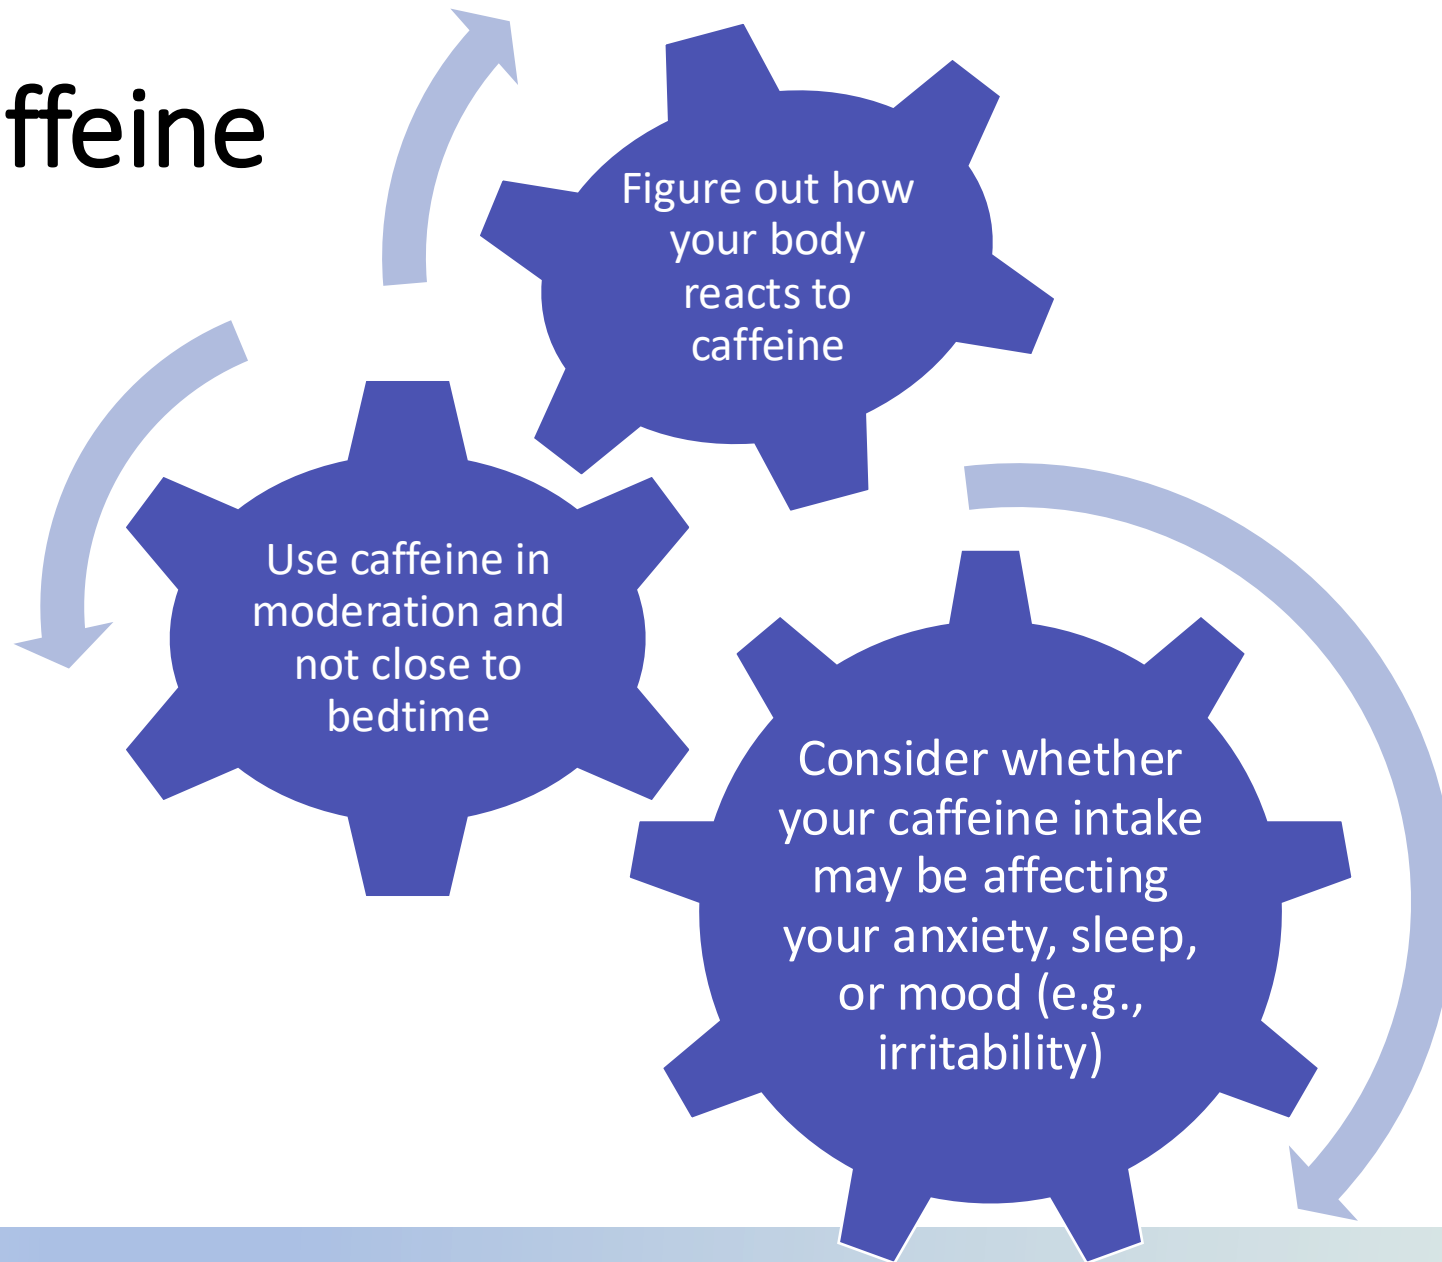 ffeine
Figure out how
your body
reacts to
caffeine
Use caffeine in
moderation and
not close to
bedtime
Consider whether
your caffeine intake
may be affecting
your anxiety, sleep,
or mood (e.g.,
irritability)